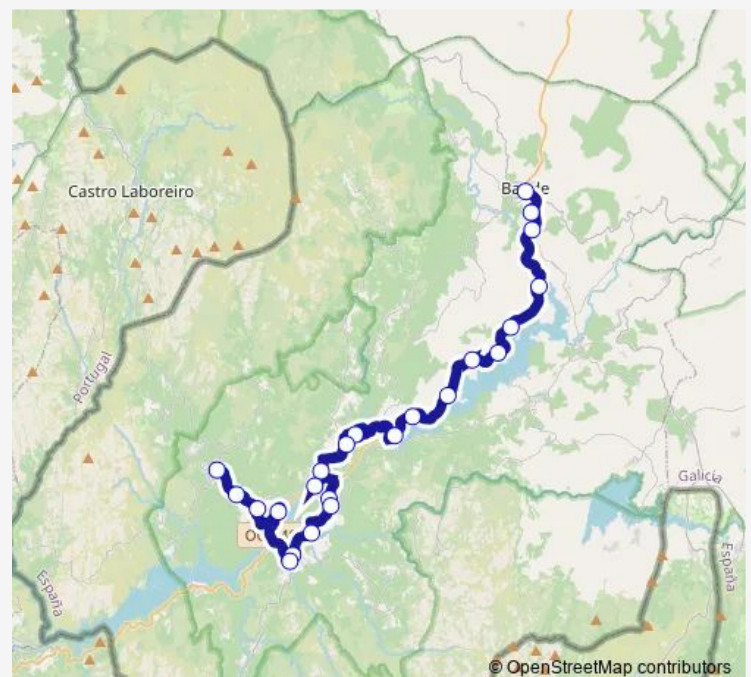 Castro Laboreiro
Portugal
Galicia
España
España
© OpenStreetMap contributors